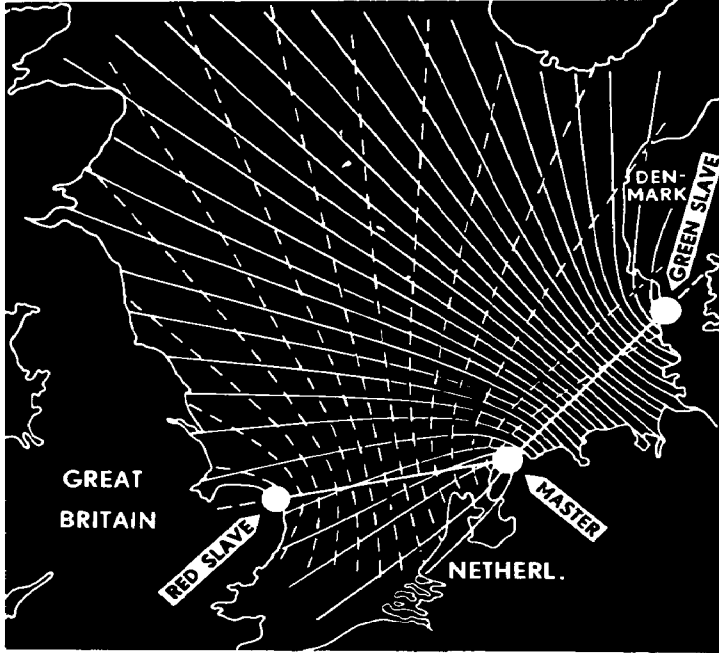 DEN-
MARK
GREEN SLAVE
GREAT
BRITAIN
RED SLAVE
MASTER
NETHERL.